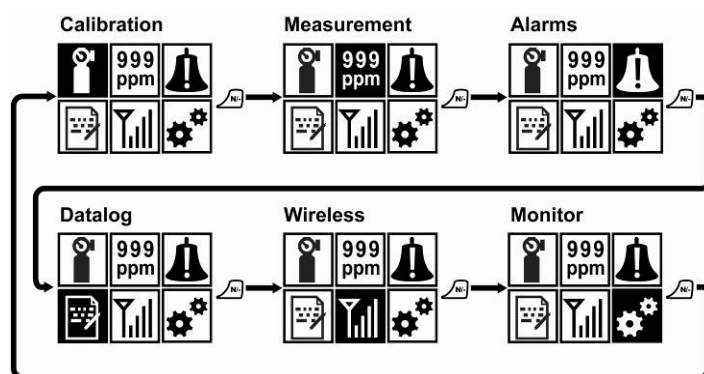 Calibration
Measurement
Alarms
999
ppm
N/-
999
ppm
N/-
999
ppm
N/-
Datalog
Wireless
Monitor
999
ppm
N/-
999
ppm
N/-
999
ppm
N/-